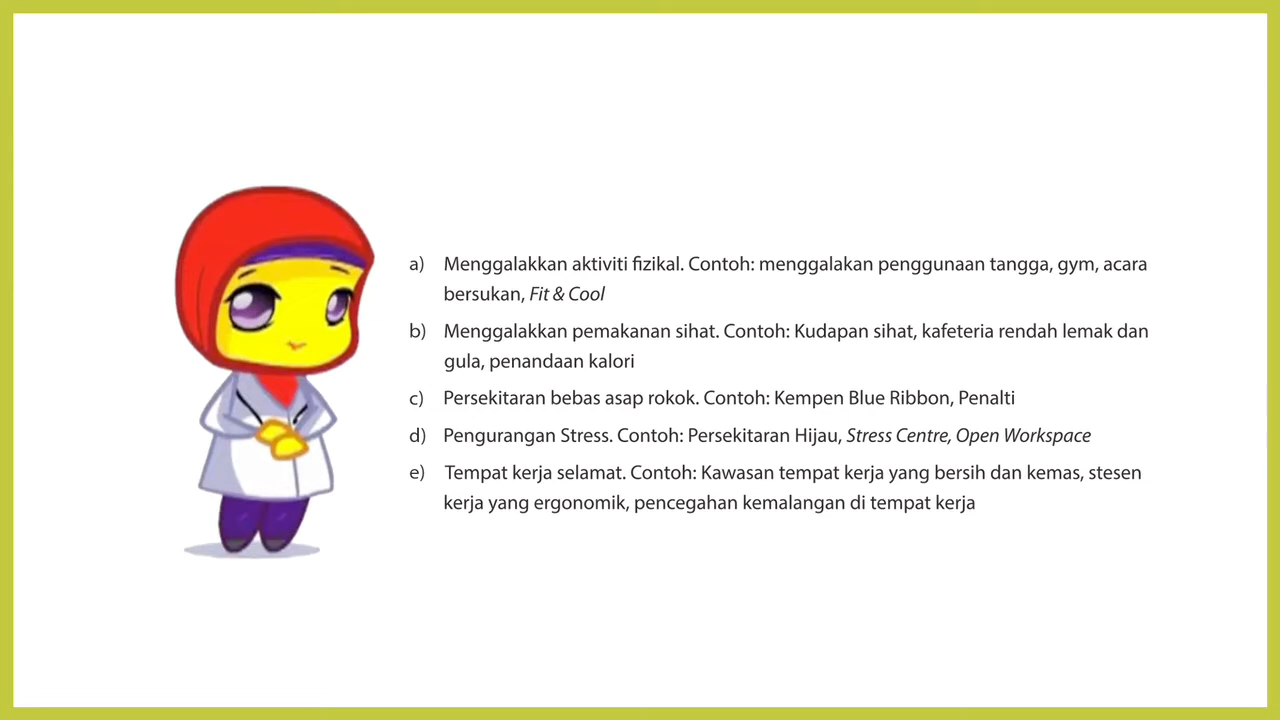 a) Menggalakkan aktiviti fizikal. Contoh: menggalakan penggunaan tangga, gym, acara
bersukan, Fit & Cool
b) Menggalakkan pemakanan sihat. Contoh: Kudapan sihat, kafeteria rendah lemak dan
gula, penandaan kalori
c) Persekitaran bebas asap rokok. Contoh: Kempen Blue Ribbon, Penalti
d) Pengurangan Stress. Contoh: Persekitaran Hijau, Stress Centre, Open Workspace
e) Tempat kerja selamat. Contoh: Kawasan tempat kerja yang bersih dan kemas, stesen
kerja yang ergonomik, pencegahan kemalangan di tempat kerja